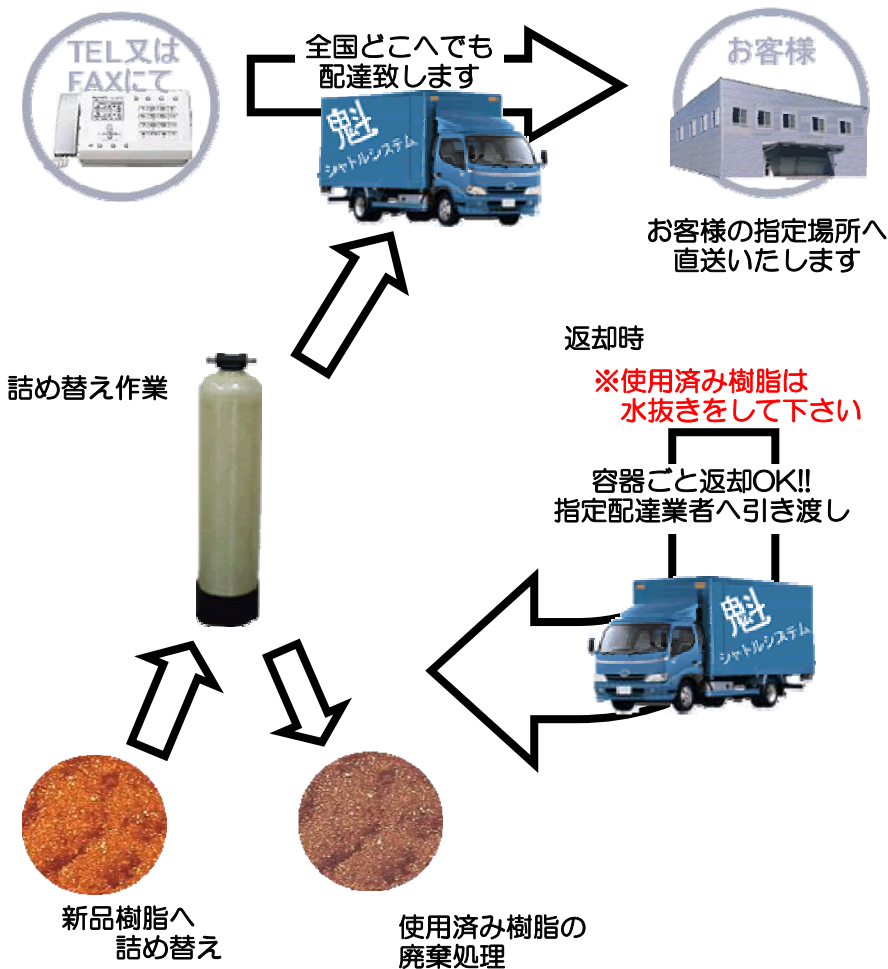 TEL又は
FAXにて
全国どこへでも
配達致します
魁
シャトルシステム
お客様
お客様の指定場所へ
直送いたします
返却時
※使用済み樹脂は
水抜きをして下さい
詰め替え作業
容器ごと返却OK!!
指定配達業者へ引き渡し
魁
シャトルシステム
新品樹脂へ
詰め替え
使用済み樹脂の
廃棄処理